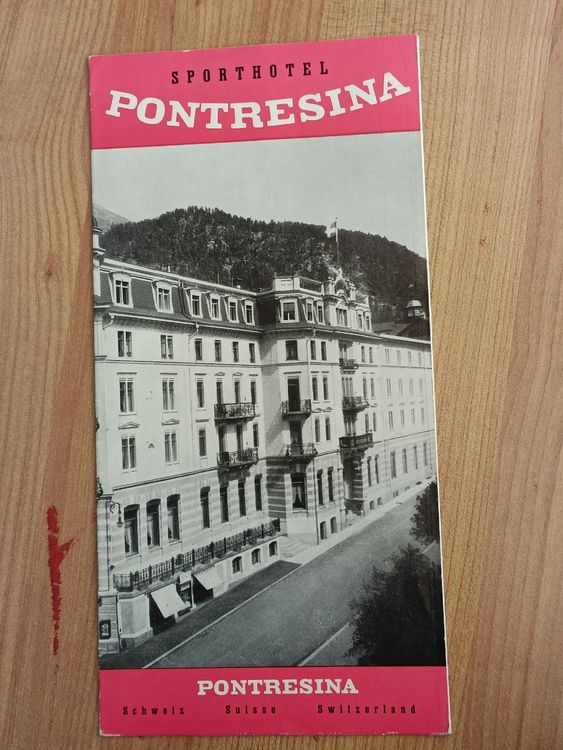 SPORTHOTEL
PONTRESINA
PONTRESINA
Schweiz Suisse Switzerland